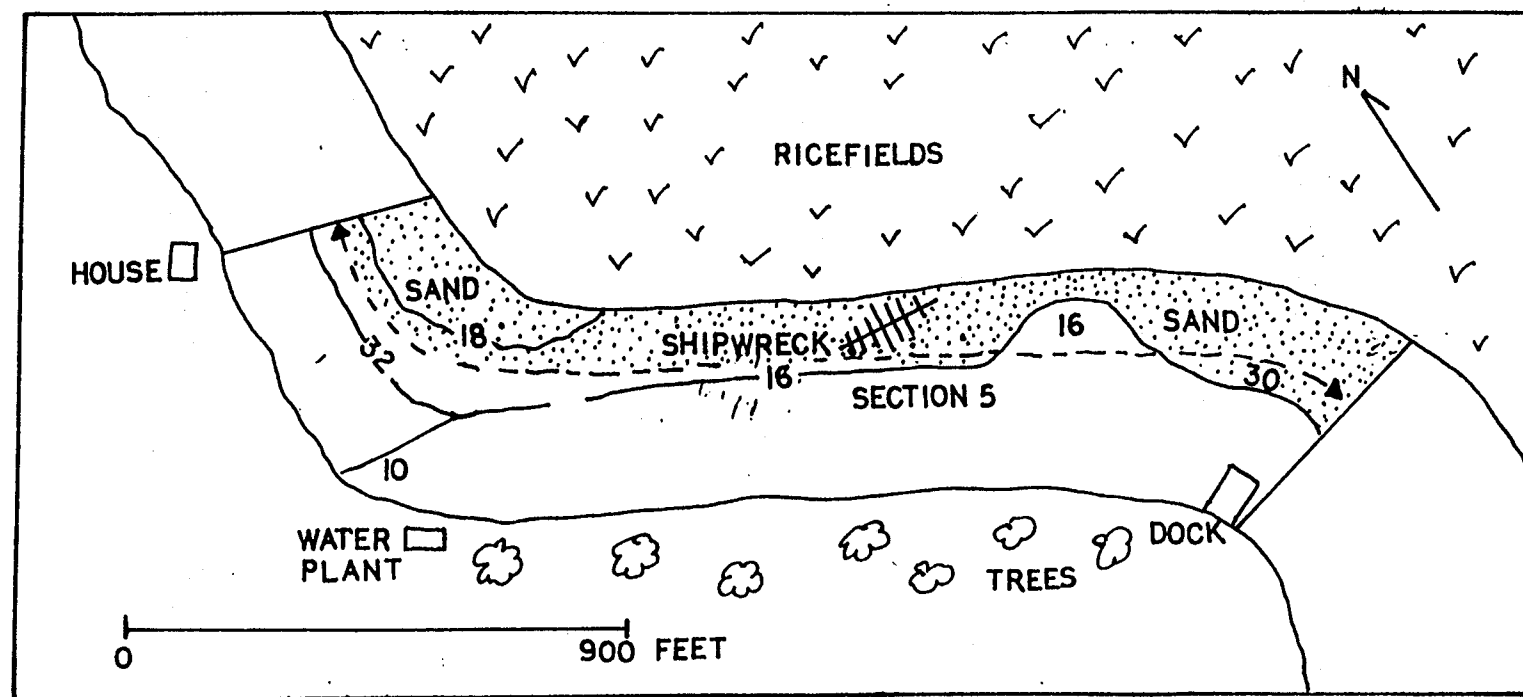 N
RICEFIELDS
HOUSE
SAND
18
32
SHIPWRECK
16
16
SAND
30
SECTION 5
10
WATER
PLANT
DOCK
TREES
0
900 FEET